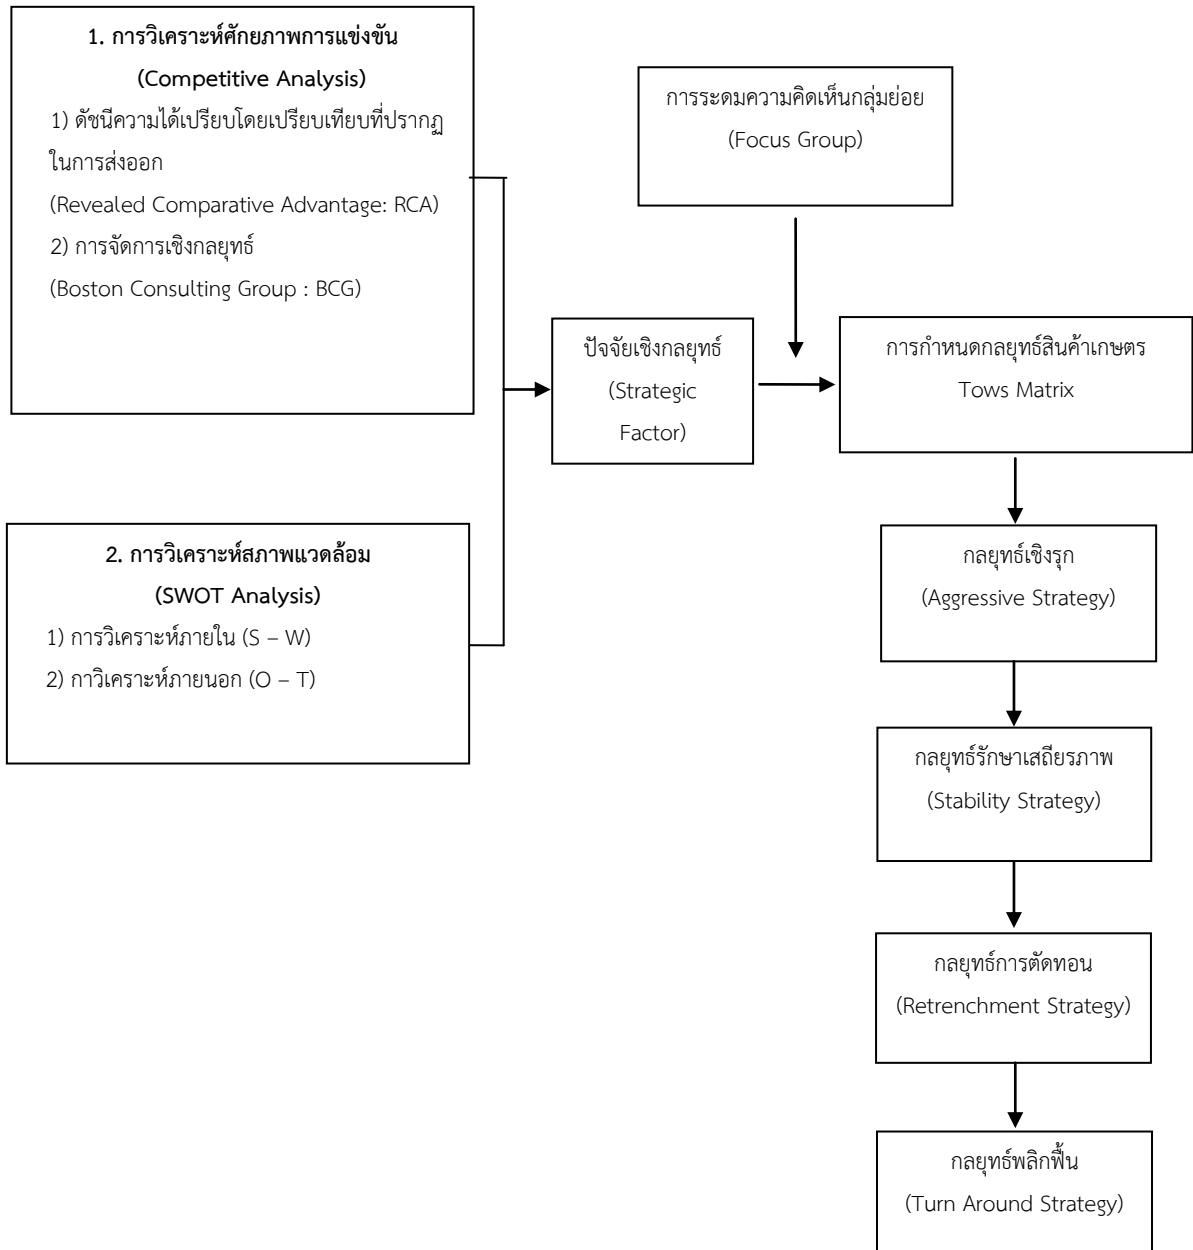 1. การวิเคราะห์ศักยภาพการแข่งขัน
(Competitive Analysis)
1) ดัชนีความได้เปรียบโดยเปรียบเทียบที่ปรากฏ
ในการส่งออก
(Revealed Comparative Advantage: RCA)
2) การจัดการเชิงกลยุทธ์
(Boston Consulting Group : BCG)
2. การวิเคราะห์สภาพแวดล้อม
(SWOT Analysis)
1) การวิเคราะห์ภายใน (S – W)
2) กาวิเคราะห์ภายนอก (O – T)
ปัจจัยเชิงกลยุทธ์
(Strategic
Factor)
การระดมความคิดเห็นกลุ่มย่อย
(Focus Group)
การกำหนดกลยุทธ์สินค้าเกษตร
Tows Matrix
กลยุทธ์เชิงรุก
(Aggressive Strategy)
กลยุทธ์รักษาเสถียรภาพ
(Stability Strategy)
กลยุทธ์การตัดทอน
(Retrenchment Strategy)
กลยุทธ์พลิกฟื้น
(Turn Around Strategy)